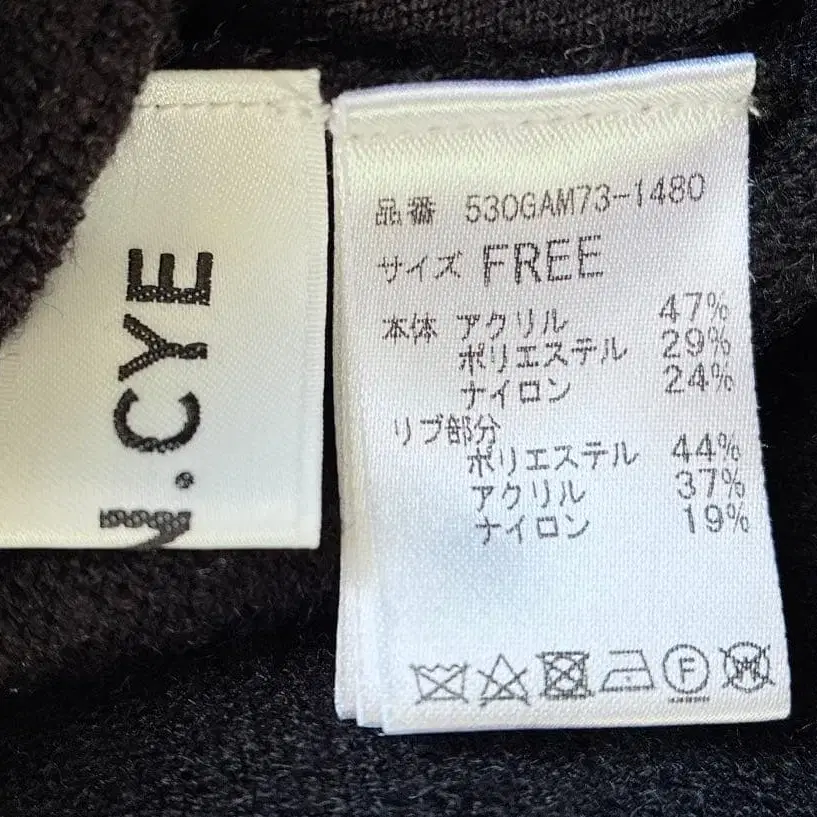 N.CYE
品番 530GAM73-1480
サイズ FREE
本体 アクリル 47%
ポリエステル 29%
ナイロン 24%
リブ部分
ポリエステル 44%
アクリル 37%
ナイロン 19%
F
W